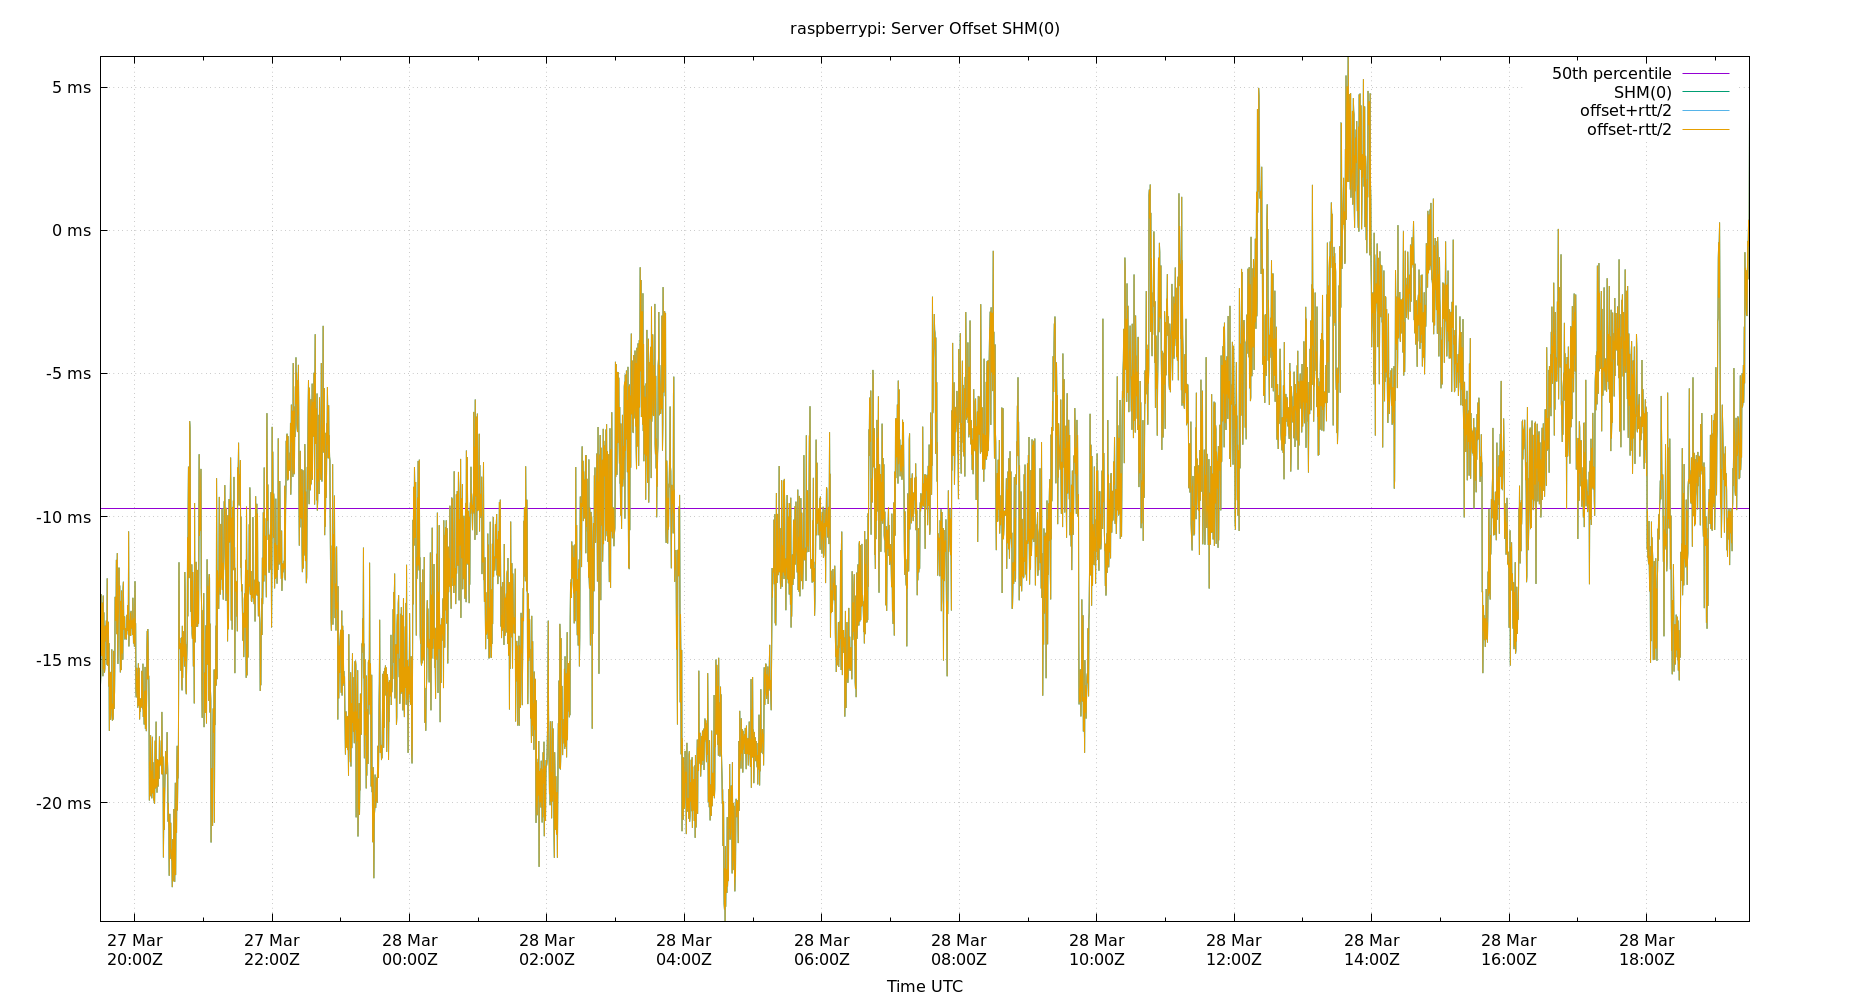 raspberrypi: Server Offset SHM(0)
50th percentile
SHM(0)
offset+rtt/2
offset-rtt/2
5 ms
0 ms
-5 ms
-10 ms
-15 ms
-20 ms
27 Mar 27 Mar 28 Mar 28 Mar 28 Mar 28 Mar 28 Mar 28 Mar 28 Mar 28 Mar 28 Mar 28 Mar
20:00Z 22:00Z 00:00Z 02:00Z 04:00Z 06:00Z 08:00Z 10:00Z 12:00Z 14:00Z 16:00Z 18:00Z
Time UTC